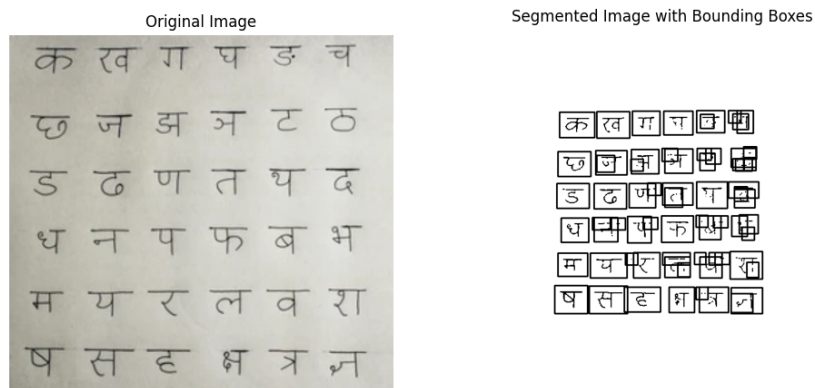 Original Image
क ख ग घ ङ च
छ ज झ ञ ट ठ
ड ढ ण त थ द
ध न प फ ब भ
म य र ल व श
ष स ह क्ष त्र ज्ञ
Segmented Image with Bounding Boxes
क ख ग
छ ज
ड ढ ण त
ध फ
म य र
ष स ह क्ष त्र ज्ञ